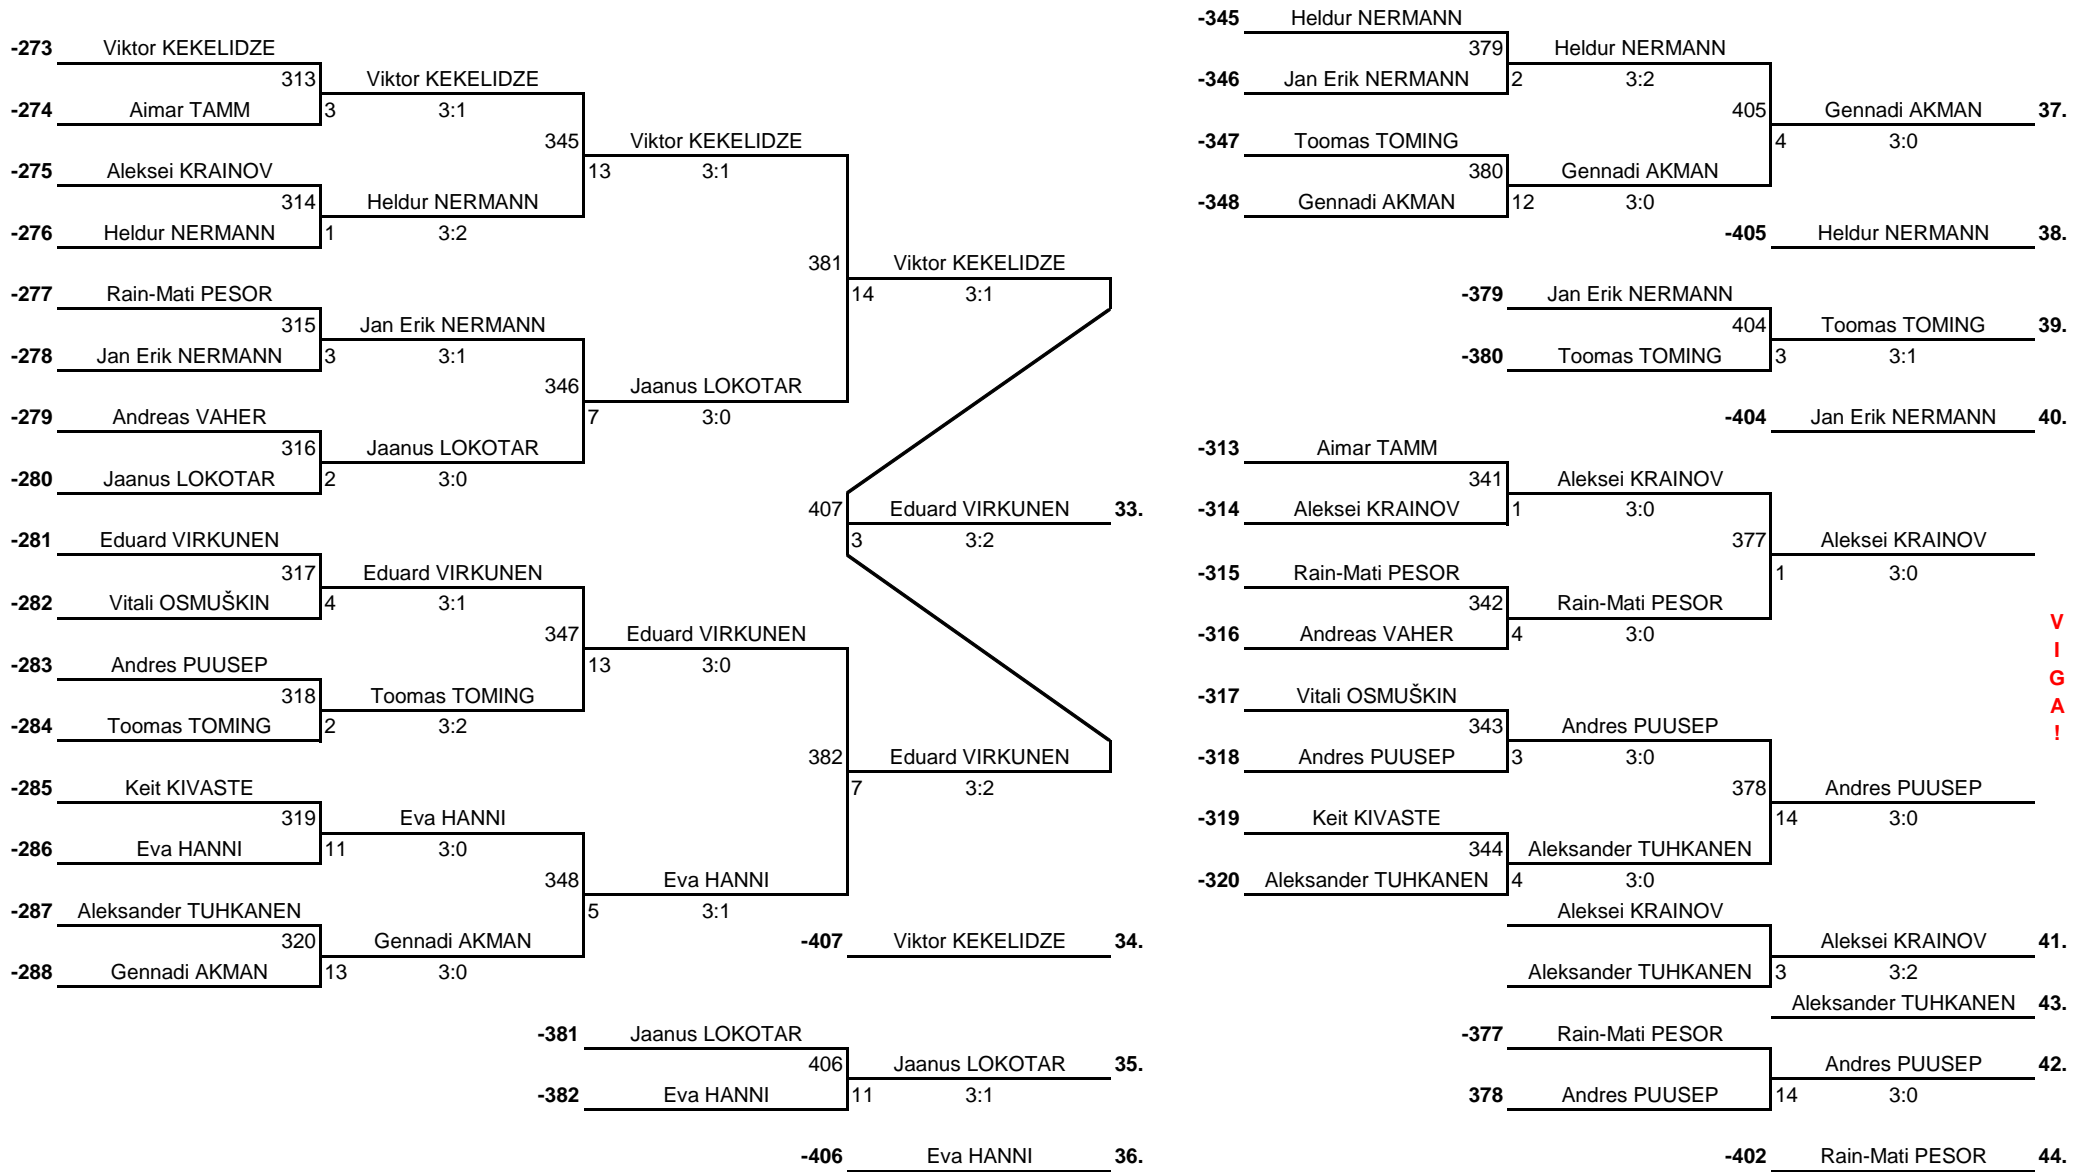 -273 Viktor KEKELIDZE
313 Viktor KEKELIDZE
-274 Aimar TAMM 3 3:1
345 Viktor KEKELIDZE
-275 Aleksei KRAINOV 13 3:1
314 Heldur NERMANN
-276 Heldur NERMANN 1 3:2
381 Viktor KEKELIDZE
-277 Rain-Mati PESOR 14 3:1
315 Jan Erik NERMANN
-278 Jan Erik NERMANN 3 3:1
346 Jaanus LOKOTAR
-279 Andreas VAHER 7 3:0
316 Jaanus LOKOTAR
-280 Jaanus LOKOTAR 2 3:0
407 Eduard VIRKUNEN 33.
-281 Eduard VIRKUNEN 3 3:2
317 Eduard VIRKUNEN
-282 Vitali OSMUŠKIN 4 3:1
347 Eduard VIRKUNEN
-283 Andres PUUSEP 13 3:0
318 Toomas TOMING
-284 Toomas TOMING 2 3:2
382 Eduard VIRKUNEN
-285 Keit KIVASTE 7 3:2
319 Eva HANNI
-286 Eva HANNI 11 3:0
348 Eva HANNI
-287 Aleksander TUHKANEN 5 3:1
320 Gennadi AKMAN -407 Viktor KEKELIDZE 34.
-288 Gennadi AKMAN 13 3:0
-381 Jaanus LOKOTAR
406 Jaanus LOKOTAR 35.
-382 Eva HANNI 11 3:1
-406 Eva HANNI 36.
-345 Heldur NERMANN
379 Heldur NERMANN
-346 Jan Erik NERMANN 2 3:2
405 Gennadi AKMAN 37.
-347 Toomas TOMING 4 3:0
380 Gennadi AKMAN
-348 Gennadi AKMAN 12 3:0
-405 Heldur NERMANN 38.
-379 Jan Erik NERMANN
404 Toomas TOMING 39.
-380 Toomas TOMING 3 3:1
-404 Jan Erik NERMANN 40.
-313 Aimar TAMM
341 Aleksei KRAINOV
-314 Aleksei KRAINOV 1 3:0
377 Aleksei KRAINOV
-315 Rain-Mati PESOR 1 3:0
342 Rain-Mati PESOR
-316 Andreas VAHER 4 3:0
V
I
G
A
!
-317 Vitali OSMUŠKIN
343 Andres PUUSEP
-318 Andres PUUSEP 3 3:0
378 Andres PUUSEP
-319 Keit KIVASTE 14 3:0
344 Aleksander TUHKANEN
-320 Aleksander TUHKANEN 4 3:0
Aleksei KRAINOV
Aleksei KRAINOV 41.
Aleksander TUHKANEN 3 3:2
Aleksander TUHKANEN 43.
-377 Rain-Mati PESOR
Andres PUUSEP 42.
378 Andres PUUSEP 14 3:0
-402 Rain-Mati PESOR 44.